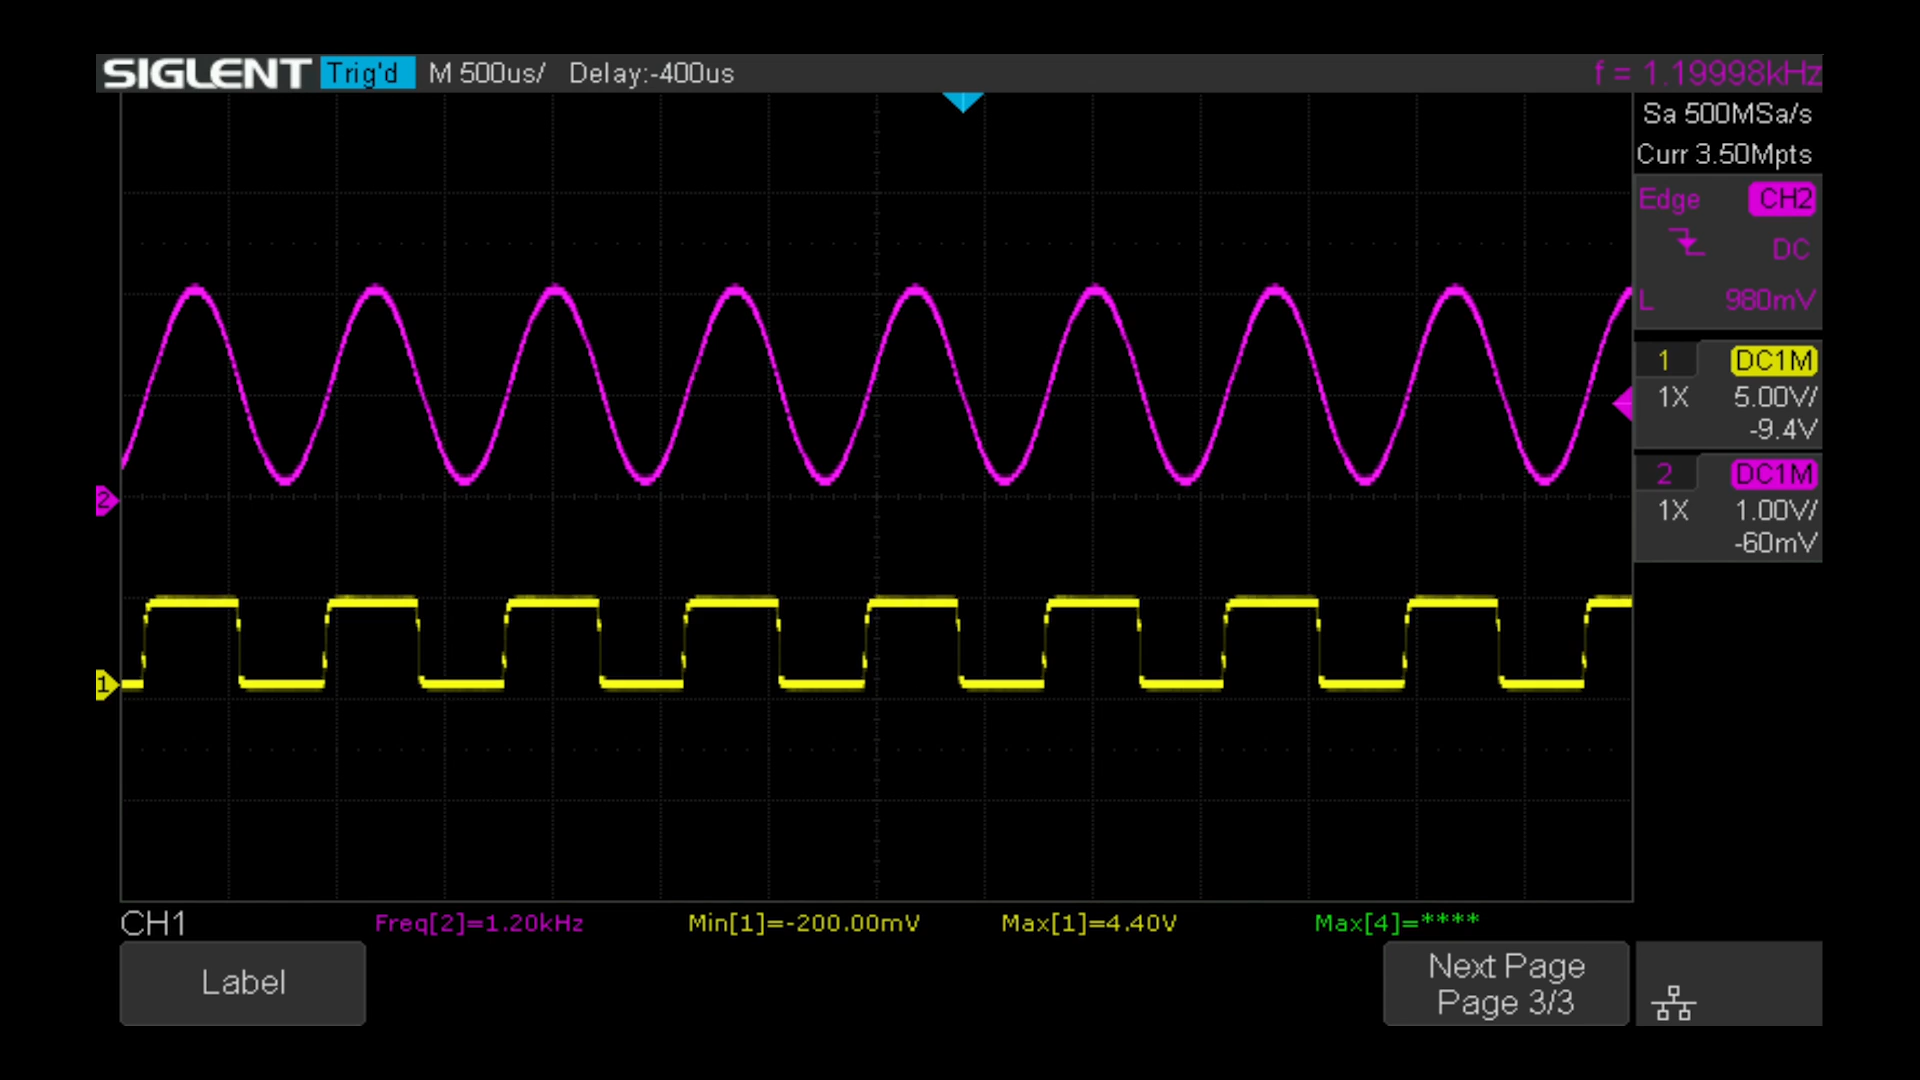 SIGLENT Trig'd M 500us/ Delay:-400us f = 1.19998kHz
Sa 500MSa/s
Curr 3.50Mpts
Edge CH2
DC
L 980mV
1 DC1M
1X 5.00V/
-9.4V
2 DC1M
1X 1.00V/
-60mV
2
1
CH1 Freq[2]=1.20kHz Min[1]=-200.00mV Max[1]=4.40V Max[4]=****
Label
Next Page
Page 3/3